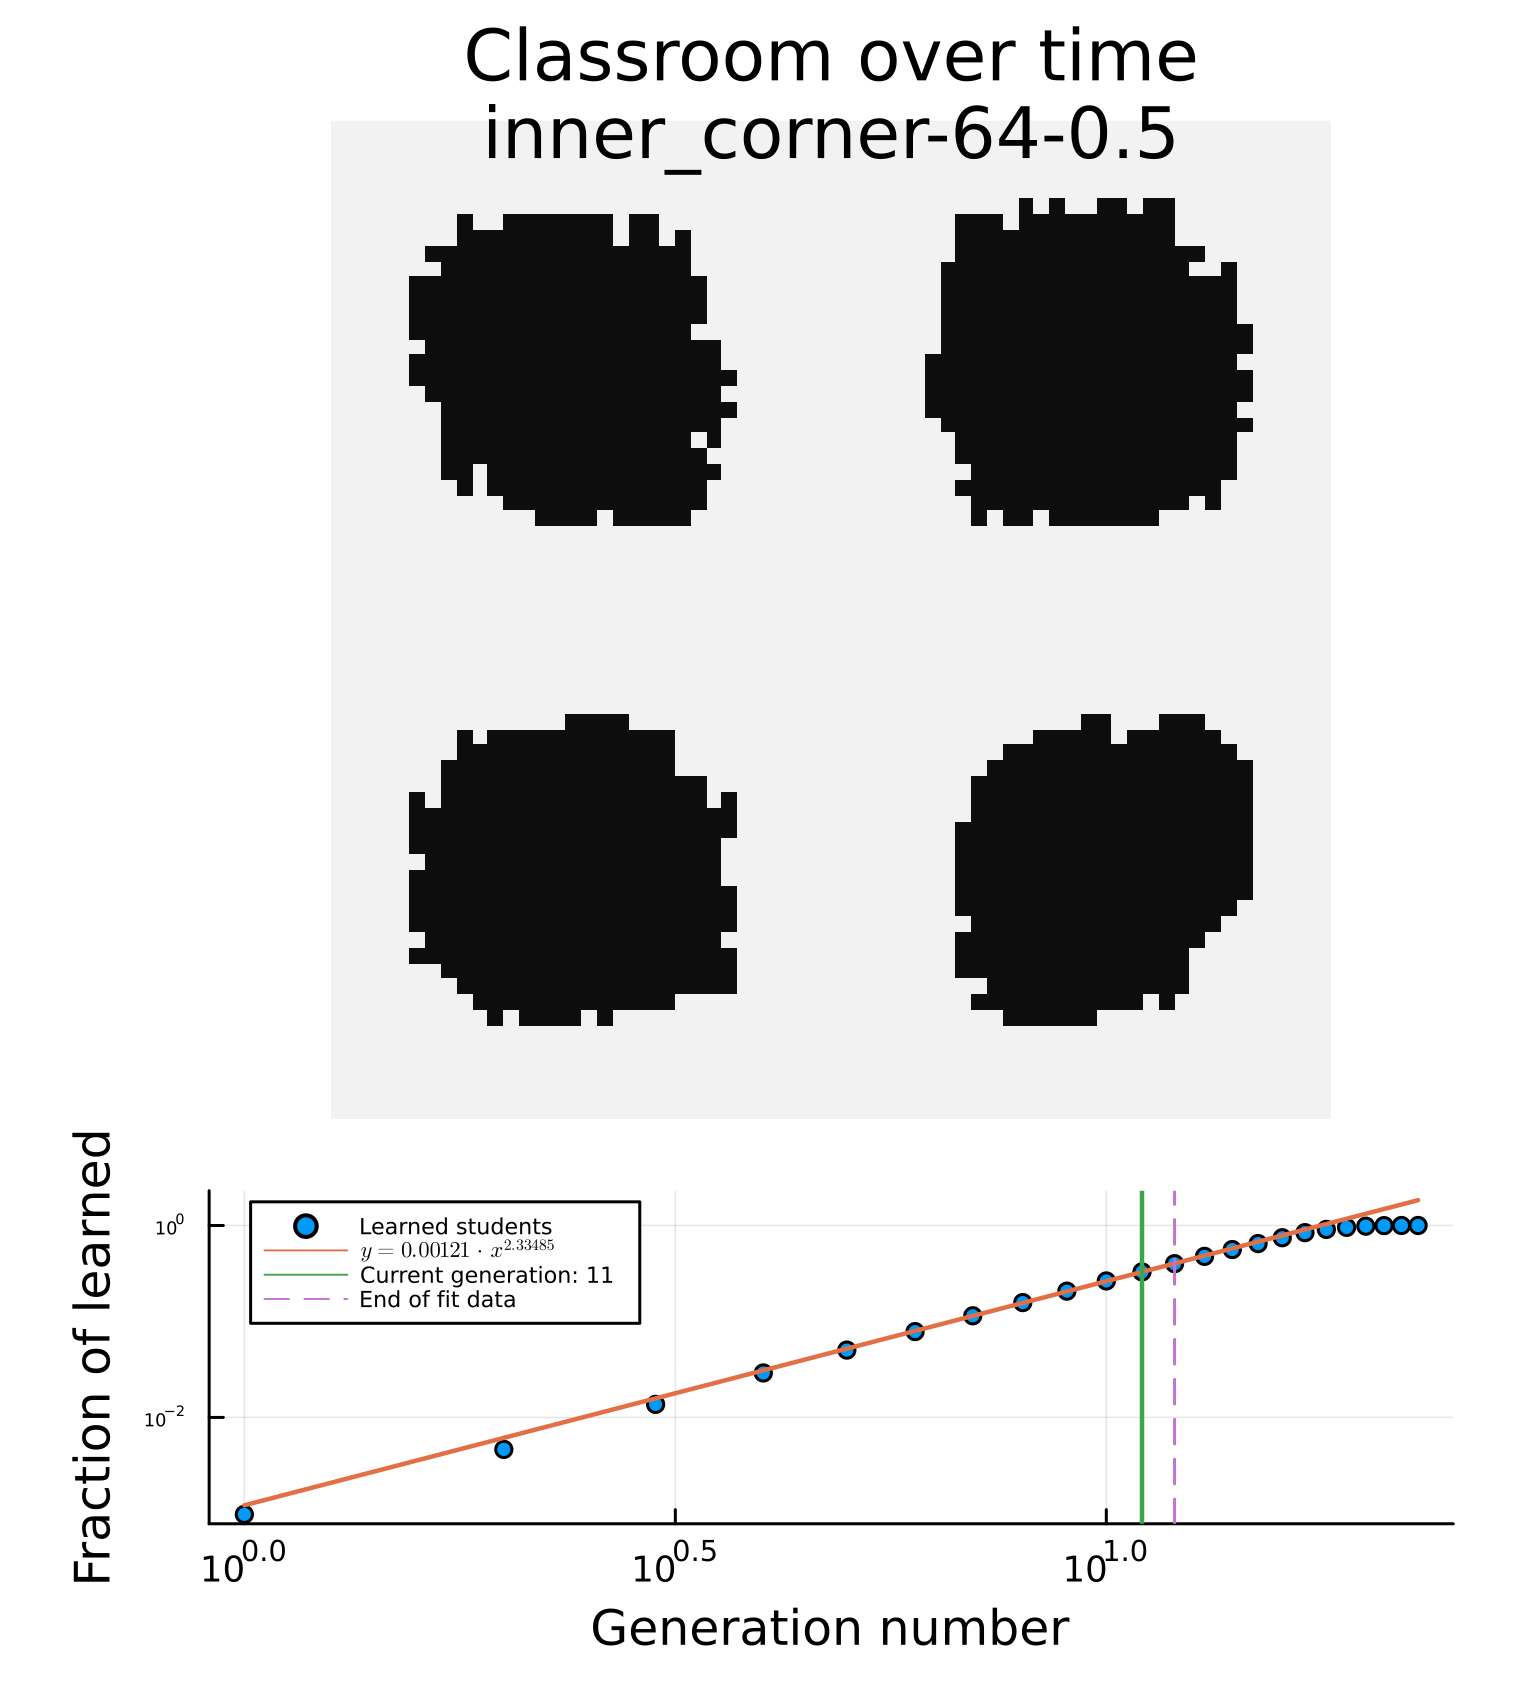 Classroom over time
inner_corner-64-0.5
Fraction of learned
10^0
10^−2
Learned students
y = 0.00121 · x^2.33485
Current generation: 11
End of fit data
10^0.0
10^0.5
10^1.0
Generation number